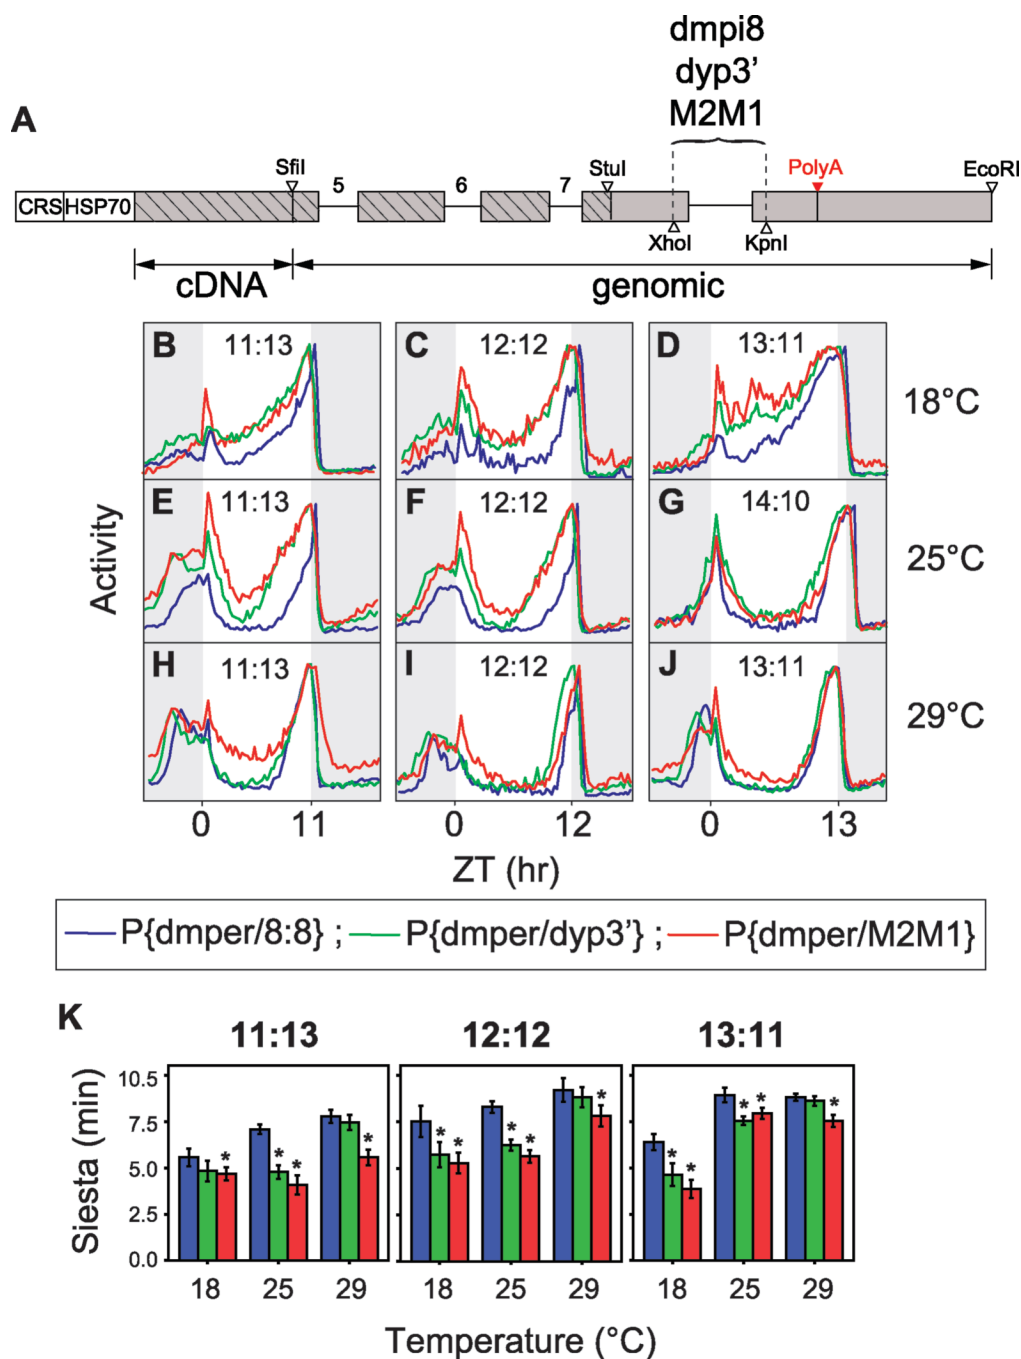 dmpi8
dyp3’
M2M1
A
SfiI
5
6
7
StuI
PolyA
EcoRI
CRS HSP70
XhoI
KpnI
cDNA
genomic
B 11:13
C 12:12
D 13:11
18°C
E 11:13
F 12:12
G 14:10
25°C
H 11:13
I 12:12
J 13:11
29°C
Activity
0 11 0 12 0 13
ZT (hr)
P{dmper/8:8} ; P{dmper/dyp3’} ; P{dmper/M2M1}
K
11:13 12:12 13:11
Siesta (min)
10.5
7.5
5.0
2.5
0.0
* * * * *
* * * * *
* * * * *
18 25 29 18 25 29 18 25 29
Temperature (°C)